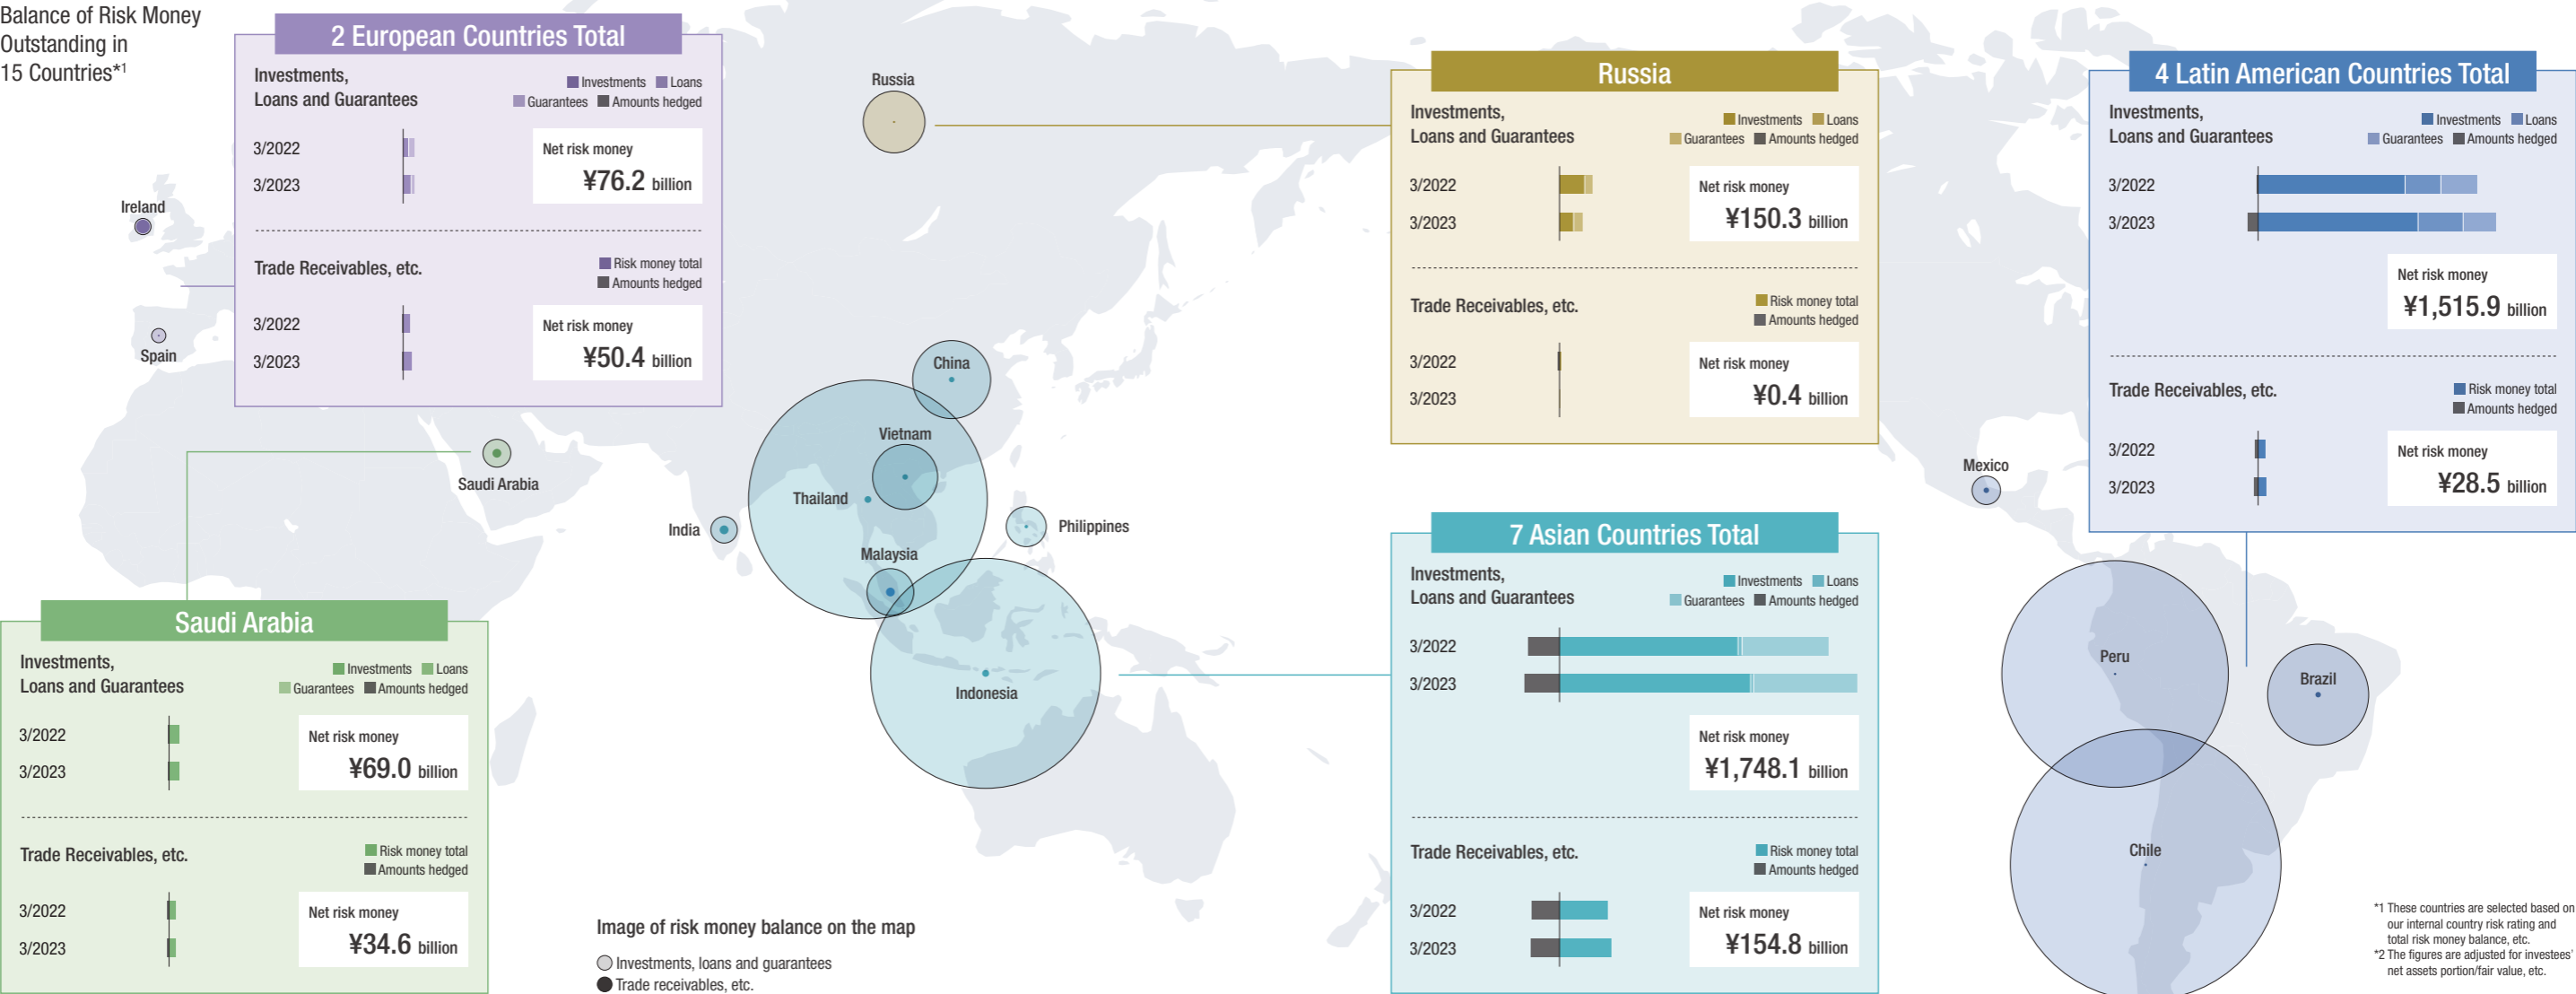 Balance of Risk Money
Outstanding in
15 Countries*1
2 European Countries Total
Investments,
Loans and Guarantees
Investments Loans
Guarantees Amounts hedged
3/2022
3/2023
Net risk money
¥76.2 billion
Trade Receivables, etc.
Risk money total
Amounts hedged
3/2022
3/2023
Net risk money
¥50.4 billion
Russia
Investments,
Loans and Guarantees
Investments Loans
Guarantees Amounts hedged
3/2022
3/2023
Net risk money
¥150.3 billion
Trade Receivables, etc.
Risk money total
Amounts hedged
3/2022
3/2023
Net risk money
¥0.4 billion
4 Latin American Countries Total
Investments,
Loans and Guarantees
Investments Loans
Guarantees Amounts hedged
3/2022
3/2023
Net risk money
¥1,515.9 billion
Trade Receivables, etc.
Risk money total
Amounts hedged
3/2022
3/2023
Net risk money
¥28.5 billion
Russia
Ireland
Spain
China
Vietnam
Thailand
Saudi Arabia
India
Philippines
Malaysia
Indonesia
Mexico
Peru
Brazil
Chile
Saudi Arabia
Investments,
Loans and Guarantees
Investments Loans
Guarantees Amounts hedged
3/2022
3/2023
Net risk money
¥69.0 billion
Trade Receivables, etc.
Risk money total
Amounts hedged
3/2022
3/2023
Net risk money
¥34.6 billion
7 Asian Countries Total
Investments,
Loans and Guarantees
Investments Loans
Guarantees Amounts hedged
3/2022
3/2023
Net risk money
¥1,748.1 billion
Trade Receivables, etc.
Risk money total
Amounts hedged
3/2022
3/2023
Net risk money
¥154.8 billion
Image of risk money balance on the map
Investments, loans and guarantees
Trade receivables, etc.
*1 These countries are selected based on
our internal country risk rating and
total risk money balance, etc.
*2 The figures are adjusted for investees'
net assets portion/fair value, etc.